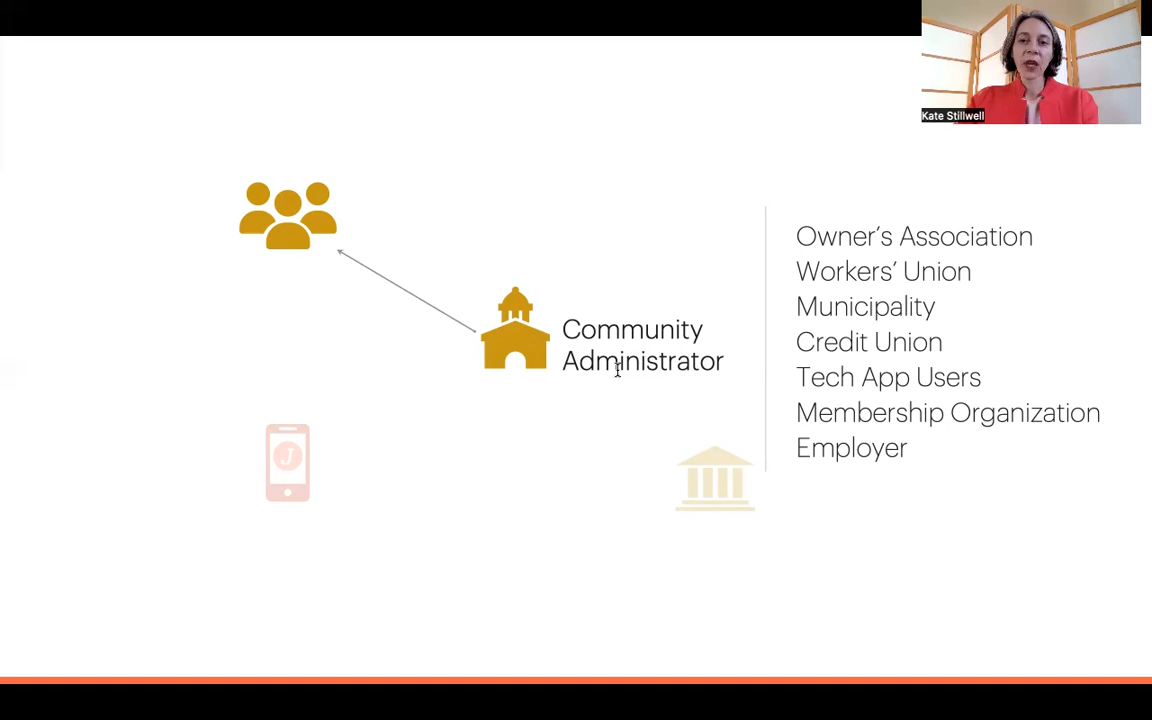 Kate Stillwell
Owner's Association
Workers' Union
Municipality
Credit Union
Tech App Users
Membership Organization
Employer
Community
Administrator
J